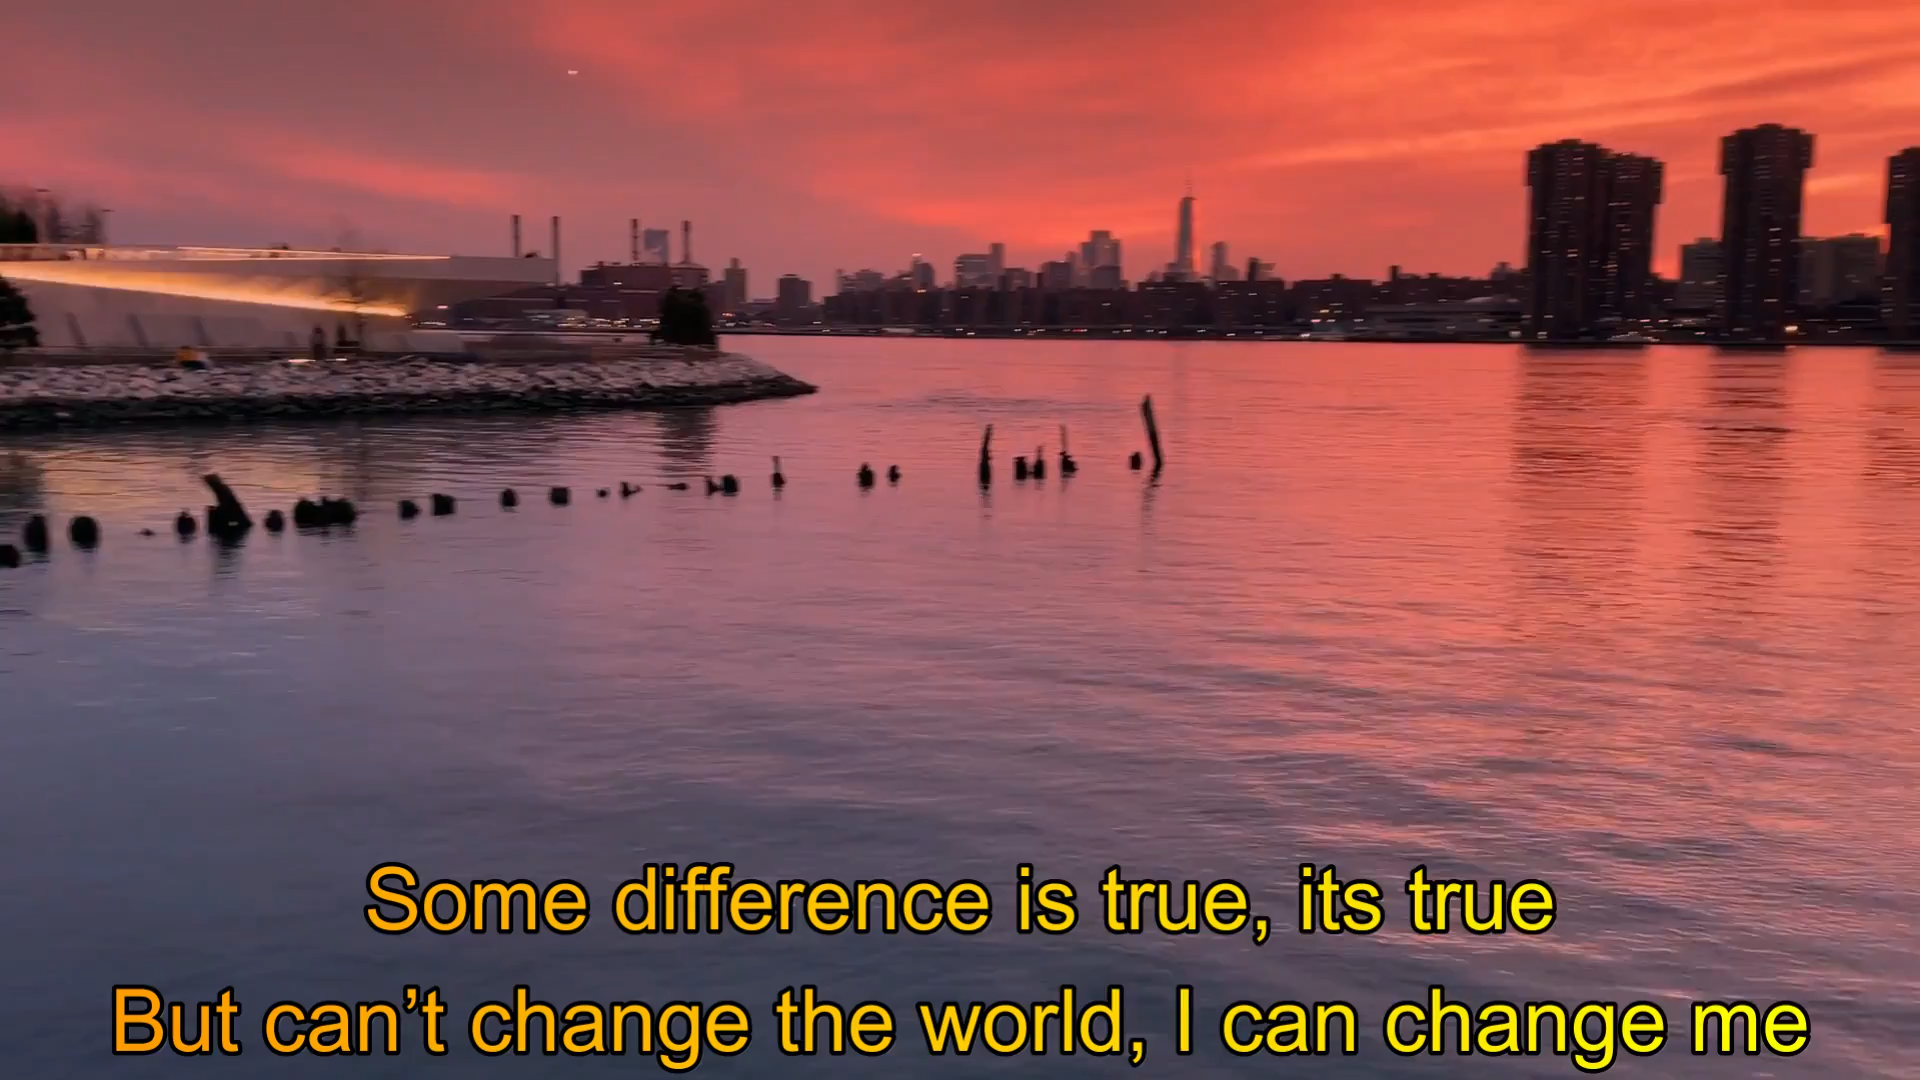 Some difference is true, its true
But can’t change the world, I can change me